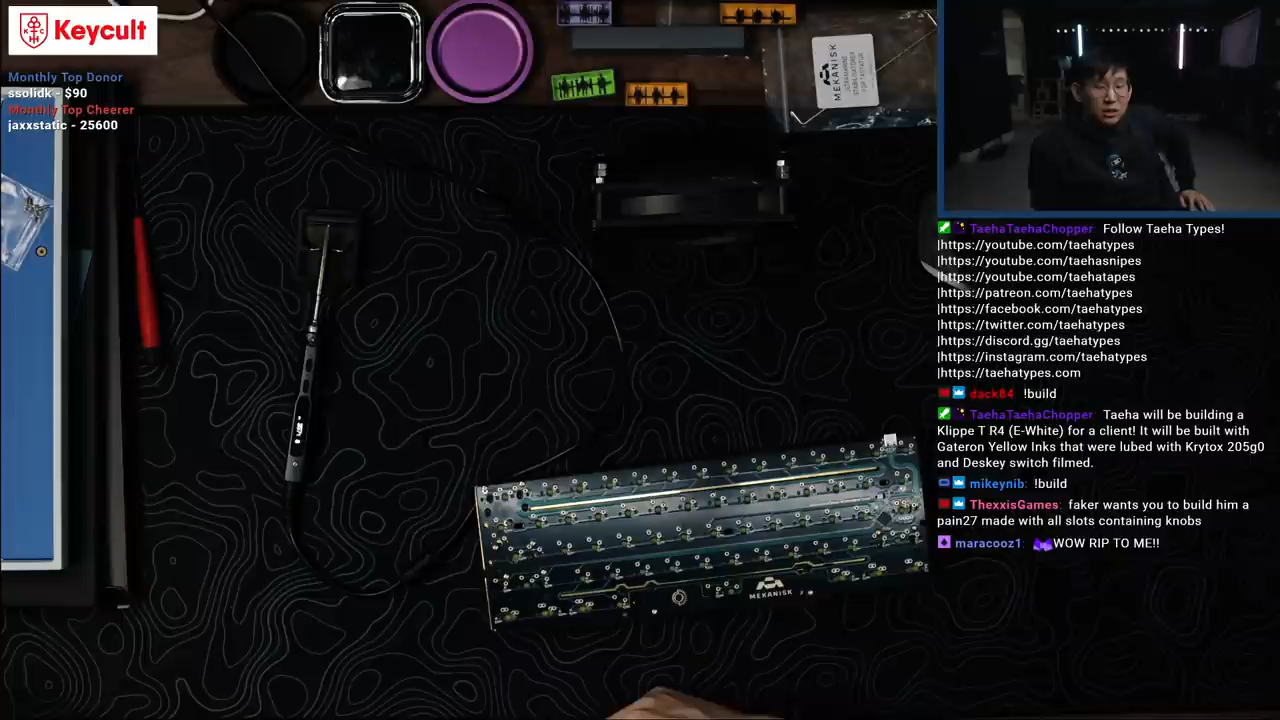 Keycult
Monthly Top Donor
ssolidk - $90
Monthly Top Cheerer
jaxxstatic - 25600
MEKANISK
MEKANISK
TaehaTaehaChopper Follow Taeha Types!
|https://youtube.com/taehatypes
|https://youtube.com/taehasnipes
|https://youtube.com/taehatapes
|https://patreon.com/taehatypes
|https://facebook.com/taehatypes
|https://twitter.com/taehatypes
|https://discord.gg/taehatypes
|https://instagram.com/taehatypes
|https://taehatypes.com
dack84 !build
TaehaTaehaChopper Taeha will be building a
Klippe T R4 (E-White) for a client! It will be built with
Gateron Yellow Inks that were lubed with Krytox 205g0
and Deskey switch filmed.
mikeynib: !build
ThexxisGames: faker wants you to build him a
pain27 made with all slots containing knobs
maracooz1: WOW RIP TO ME!!